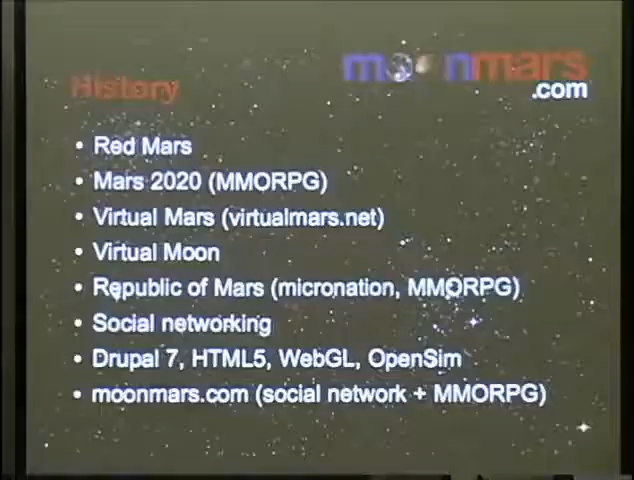 moonmars
.com
History
• Red Mars
• Mars 2020 (MMORPG)
• Virtual Mars (virtualmars.net)
• Virtual Moon
• Republic of Mars (micronation, MMORPG)
• Social networking
• Drupal 7, HTML5, WebGL, OpenSim
• moonmars.com (social network + MMORPG)